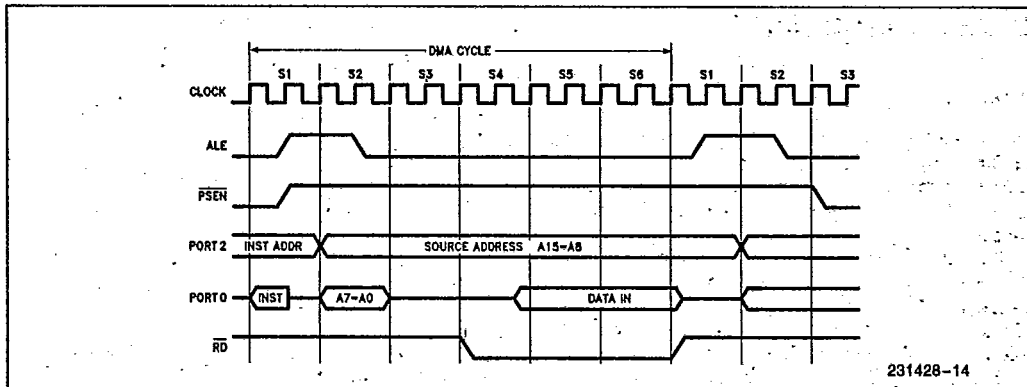 DMA CYCLE
S1 S2 S3 S4 S5 S6 S1 S2 S3
CLOCK
ALE
PSEN
PORT 2 INST ADDR SOURCE ADDRESS A15-A8
PORT 0 INST A7-A0 DATA IN
RD
231428-14